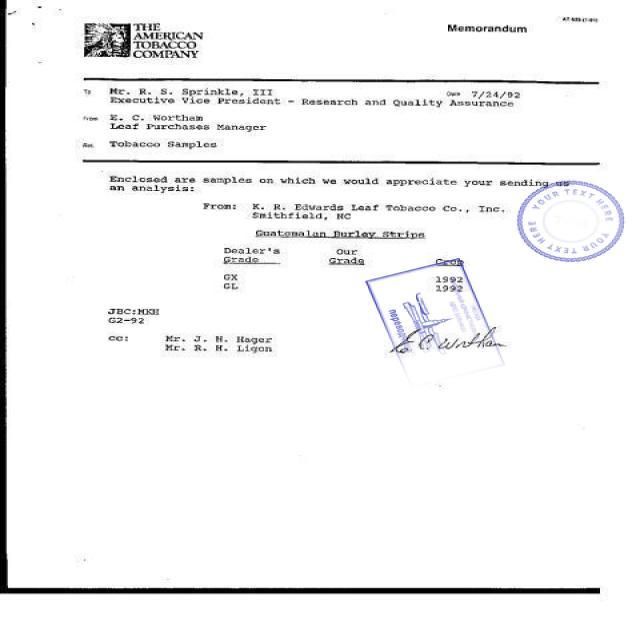 THE
AMERICAN
TOBACCO
COMPANY
Memorandum
To Mr. R. S. Sprinkle, III Date 7/24/92
Executive Vice President - Research and Quality Assurance
From E. C. Wortham
Leaf Purchases Manager
Re: Tobacco Samples
Enclosed are samples on which we would appreciate your sending us
an analysis:
From: K. R. Edwards Leaf Tobacco Co., Inc.
Smithfield, NC
YOUR TEXT HERE
YOUR TEXT HERE
Guatemalan Burley Strips
Dealer's Our
Grade Grade Crop
GX 1992
GL 1992
JBC:MKH
G2-92
cc: Mr. J. H. Hager
Mr. R. H. Ligon
E C Wortham